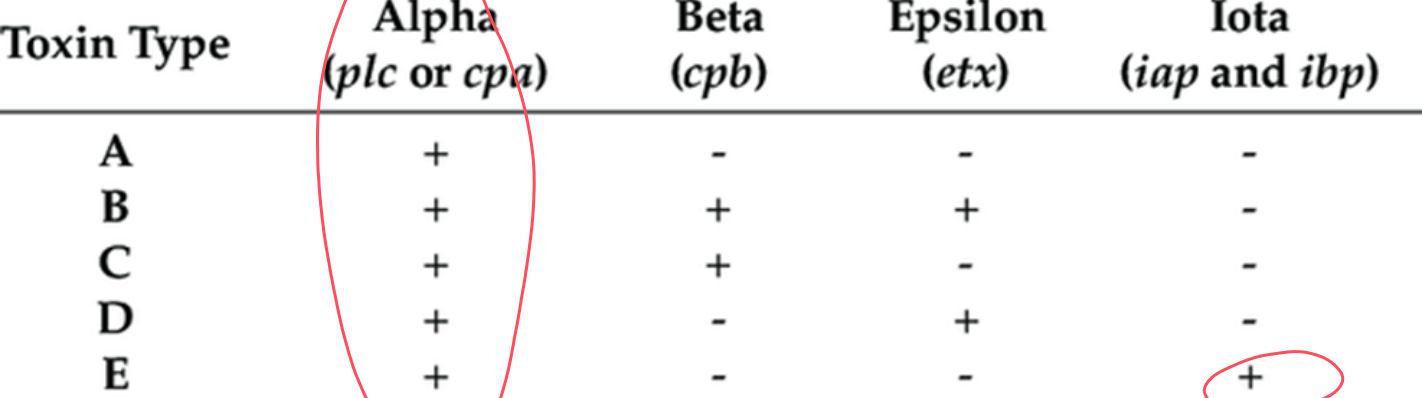 Toxin Type Alpha (plc or cpa) Beta (cpb) Epsilon (etx) Iota (iap and ibp)
A + - - -
B + + + -
C + + - -
D + - + -
E + - - +